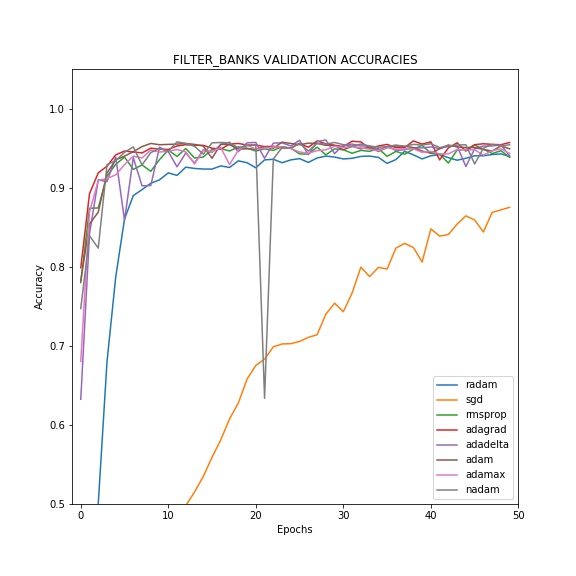 FILTER_BANKS VALIDATION ACCURACIES
1.0
0.9
0.8
0.7
0.6
0.5
Accuracy
0 10 20 30 40 50
Epochs
radam
sgd
rmsprop
adagrad
adadelta
adam
adamax
nadam